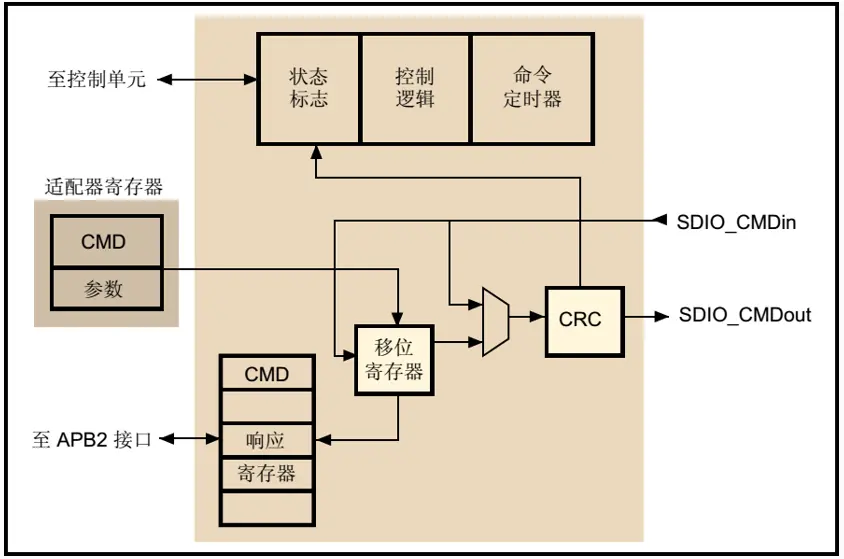 至控制单元
状态
标志
控制
逻辑
命令
定时器
适配器寄存器
CMD
参数
SDIO_CMDin
SDIO_CMDout
CRC
移位
寄存器
CMD
至 APB2 接口
响应
寄存器